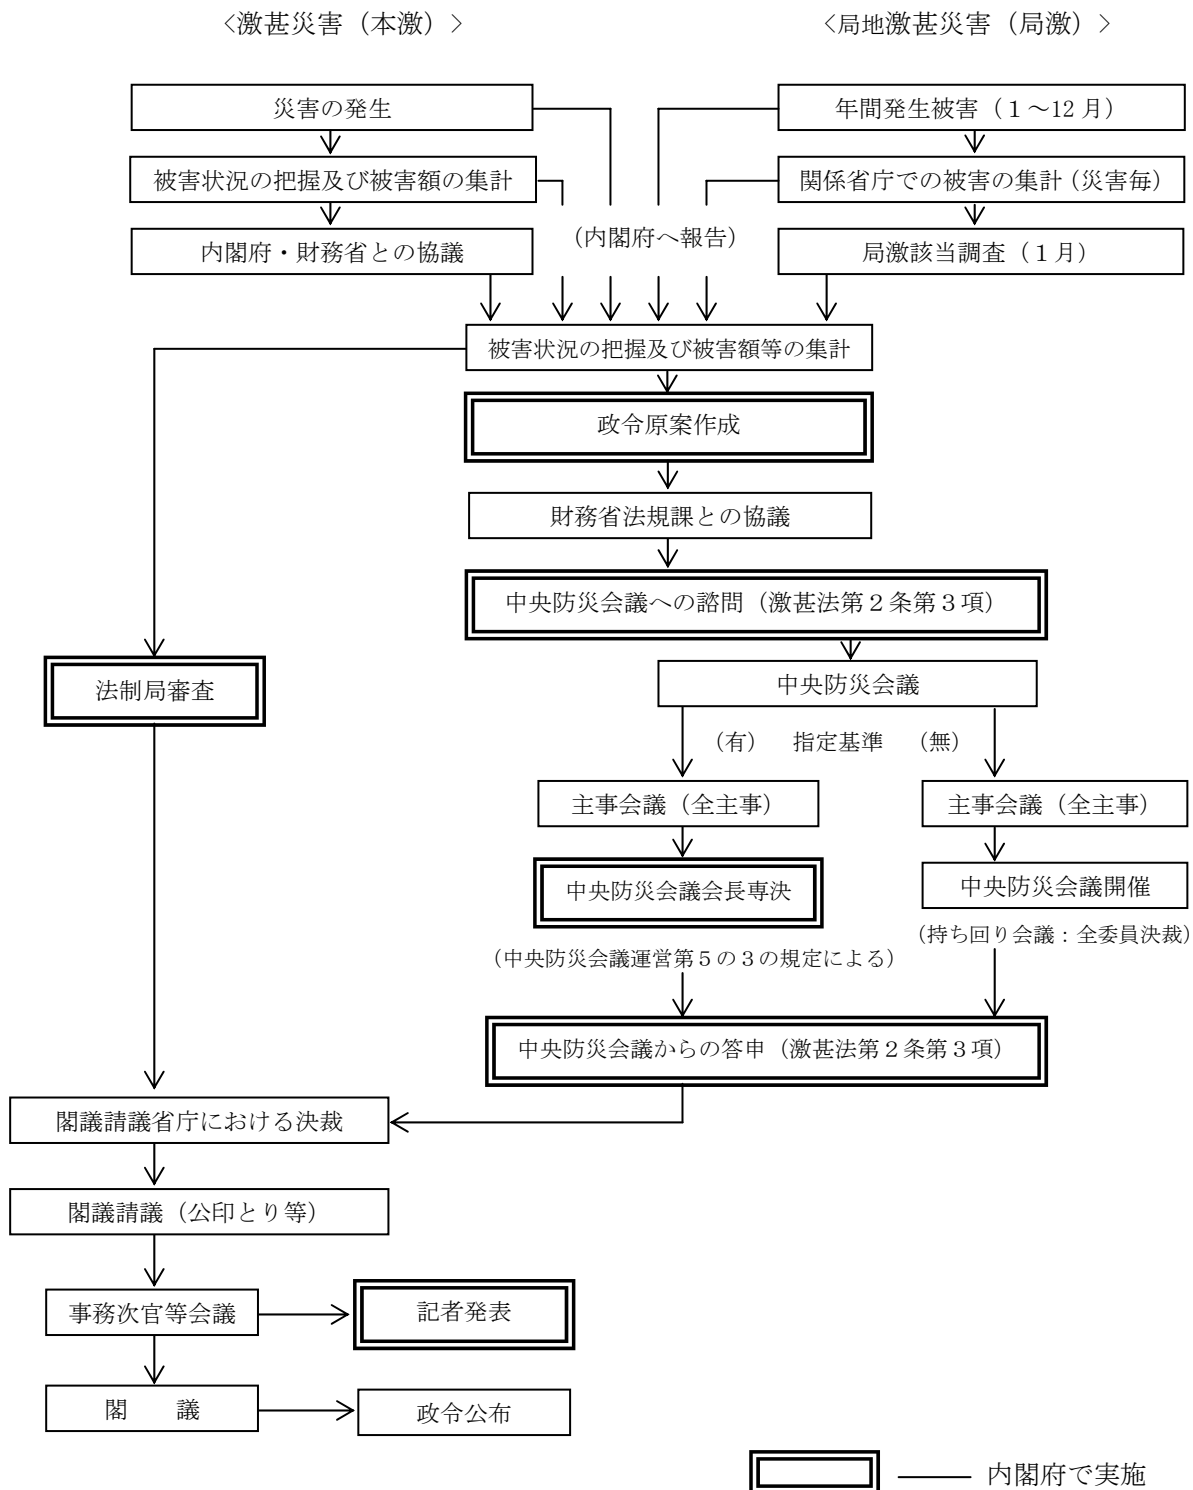 <激甚災害（本激）>
<局地激甚災害（局激）>
災害の発生
年間発生被害（１～12 月）
被害状況の把握及び被害額の集計
関係省庁での被害の集計（災害毎）
（内閣府へ報告）
内閣府・財務省との協議
局激該当調査（１月）
被害状況の把握及び被害額等の集計
政令原案作成
財務省法規課との協議
中央防災会議への諮問（激甚法第２条第３項）
法制局審査
中央防災会議
（有）　指定基準　（無）
主事会議（全主事）
主事会議（全主事）
中央防災会議会長専決
中央防災会議開催
（持ち回り会議：全委員決裁）
（中央防災会議運営第５の３の規定による）
中央防災会議からの答申（激甚法第２条第３項）
閣議請議省庁における決裁
閣議請議（公印とり等）
事務次官等会議
記者発表
閣　　議
政令公布
内閣府で実施